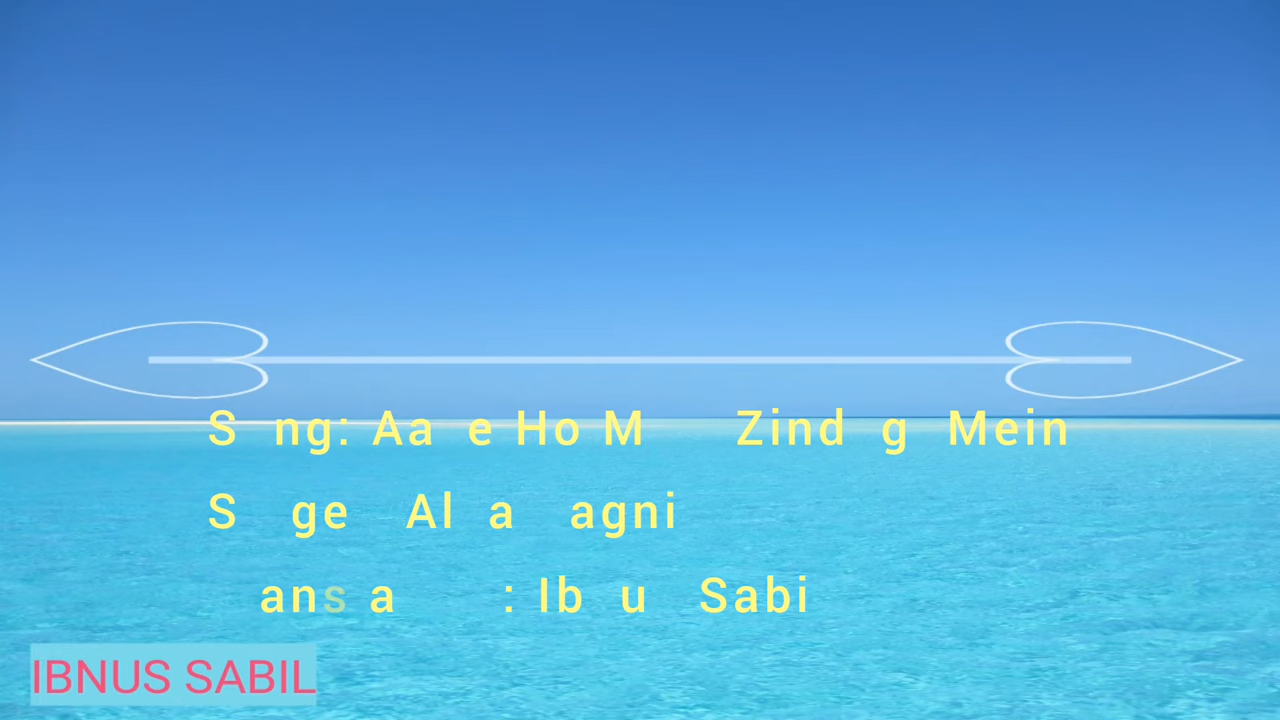 S ng: Aa e Ho M Zind g Mein
S ge Al a agni
ans a : Ib u Sabi
IBNUS SABIL